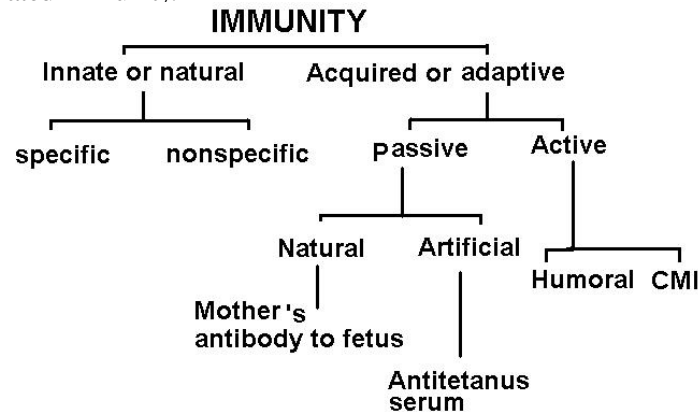 IMMUNITY
Innate or natural
Acquired or adaptive
specific
nonspecific
passive
Active
Natural
Artificial
Humoral
CMI
Mother's
antibody to fetus
Antitetanus
serum